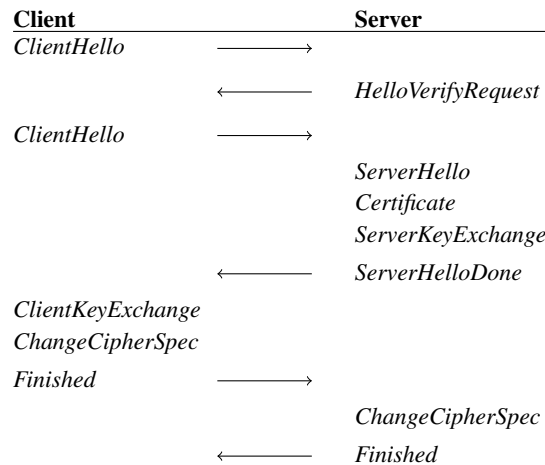 Client Server
ClientHello
HelloVerifyRequest
ClientHello
ServerHello
Certificate
ServerKeyExchange
ServerHelloDone
ClientKeyExchange
ChangeCipherSpec
Finished
ChangeCipherSpec
Finished